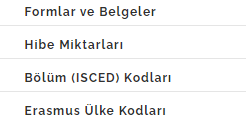 Formlar ve Belgeler
Hibe Miktarları
Bölüm (ISCED) Kodları
Erasmus Ülke Kodları